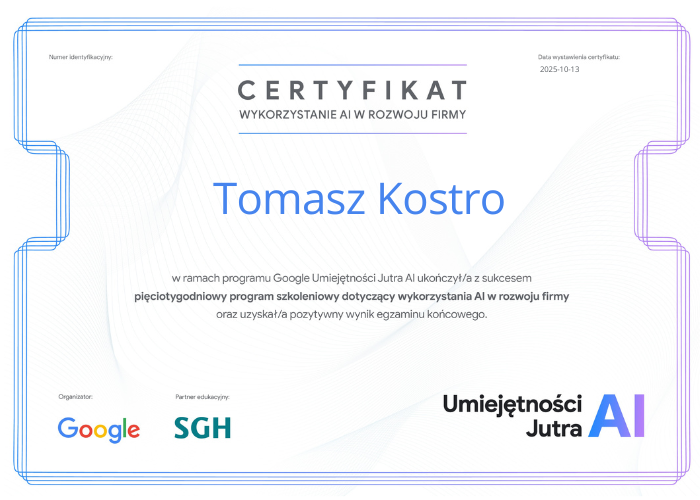 Numer identyfikacyjny:
Data wystawienia certyfikatu:
2025-10-13
CERTYFIKAT
WYKORZYSTANIE AI W ROZWOJU FIRMY
Tomasz Kostro
w ramach programu Google Umiejętności Jutra AI ukończył/a z sukcesem
pięciotygodniowy program szkoleniowy dotyczący wykorzystania AI w rozwoju firmy
oraz uzyskał/a pozytywny wynik egzaminu końcowego.
Organizator:
Partner edukacyjny:
Google
SGH
Umiejętności
Jutra AI